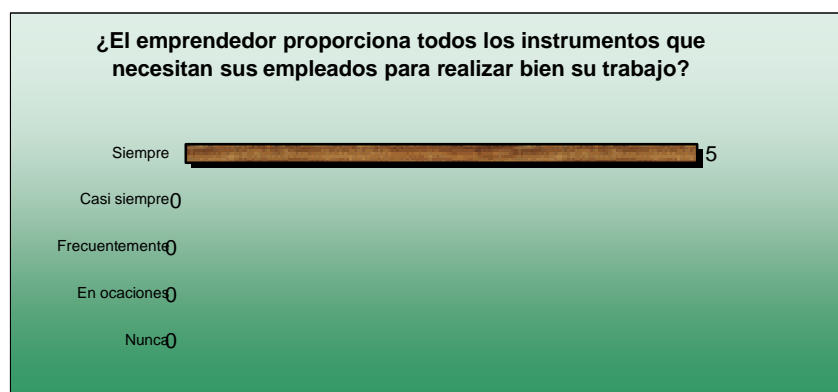 ¿El emprendedor proporciona todos los instrumentos que
necesitan sus empleados para realizar bien su trabajo?
Siempre 5
Casi siempre 0
Frecuentemente 0
En ocaciones 0
Nunca 0